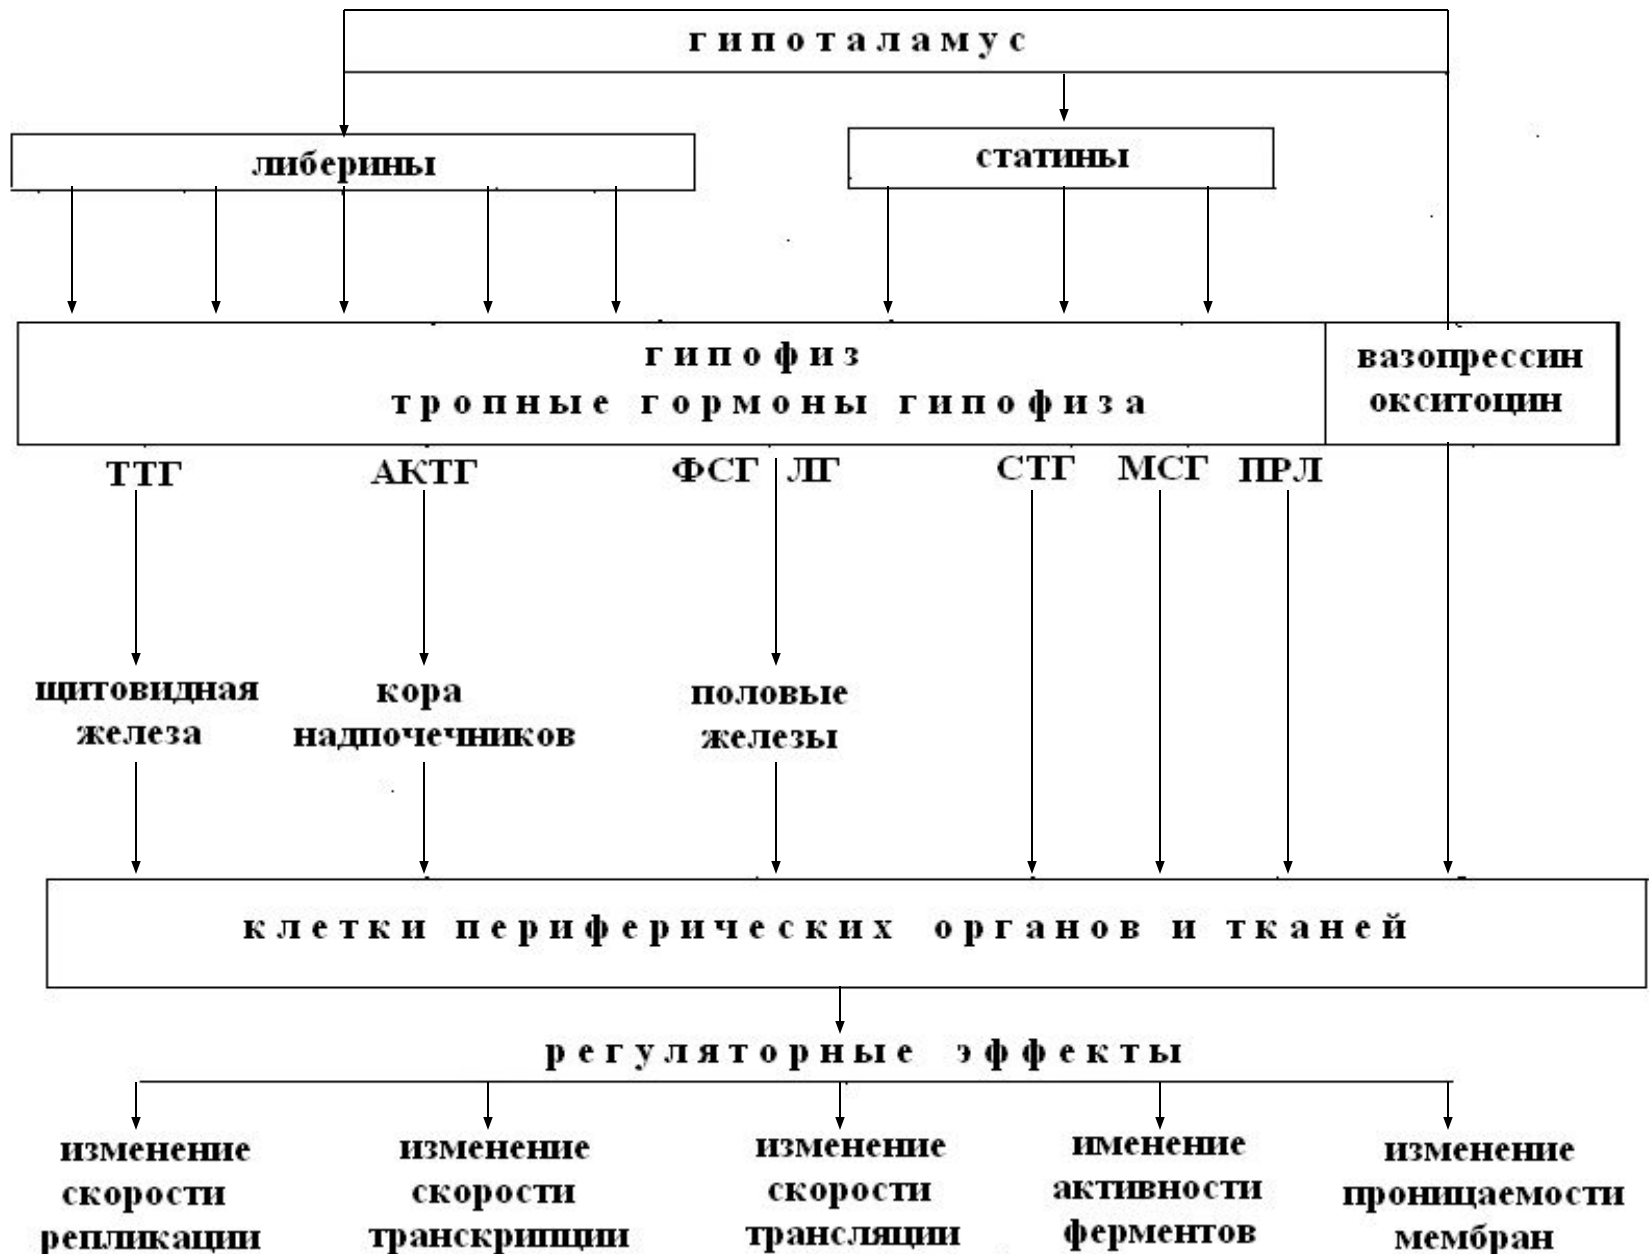 гипоталамус
либерины
статины
гипофиз
тропные гормоны гипофиза
вазопрессин
окситоцин
ТТГ
АКТГ
ФСГ ЛГ
СТГ
МСГ
ПРЛ
щитовидная
железа
кора
надпочечников
половые
железы
клетки периферических органов и тканей
регуляторные эффекты
изменение
скорости
репликации
изменение
скорости
транскрипции
изменение
скорости
трансляции
именение
активности
ферментов
изменение
проницаемости
мембран